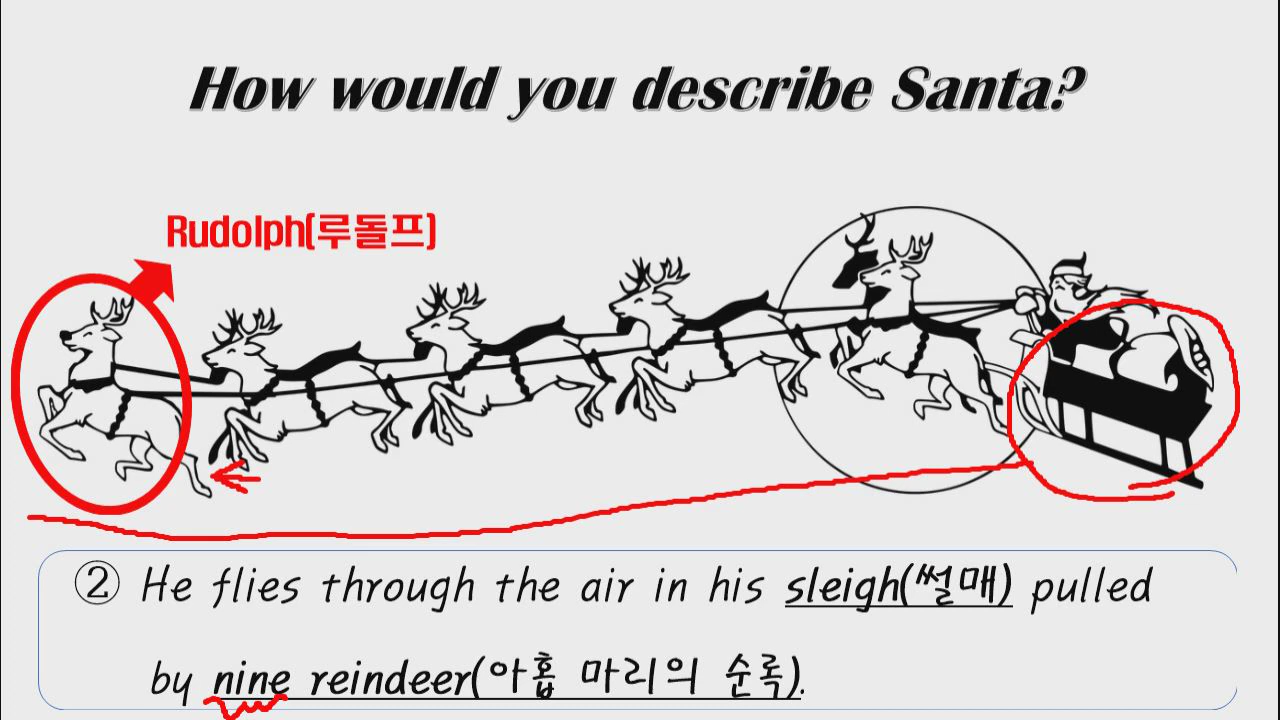 How would you describe Santa?
Rudolph(루돌프)
② He flies through the air in his sleigh(썰매) pulled
by nine reindeer(아홉 마리의 순록).